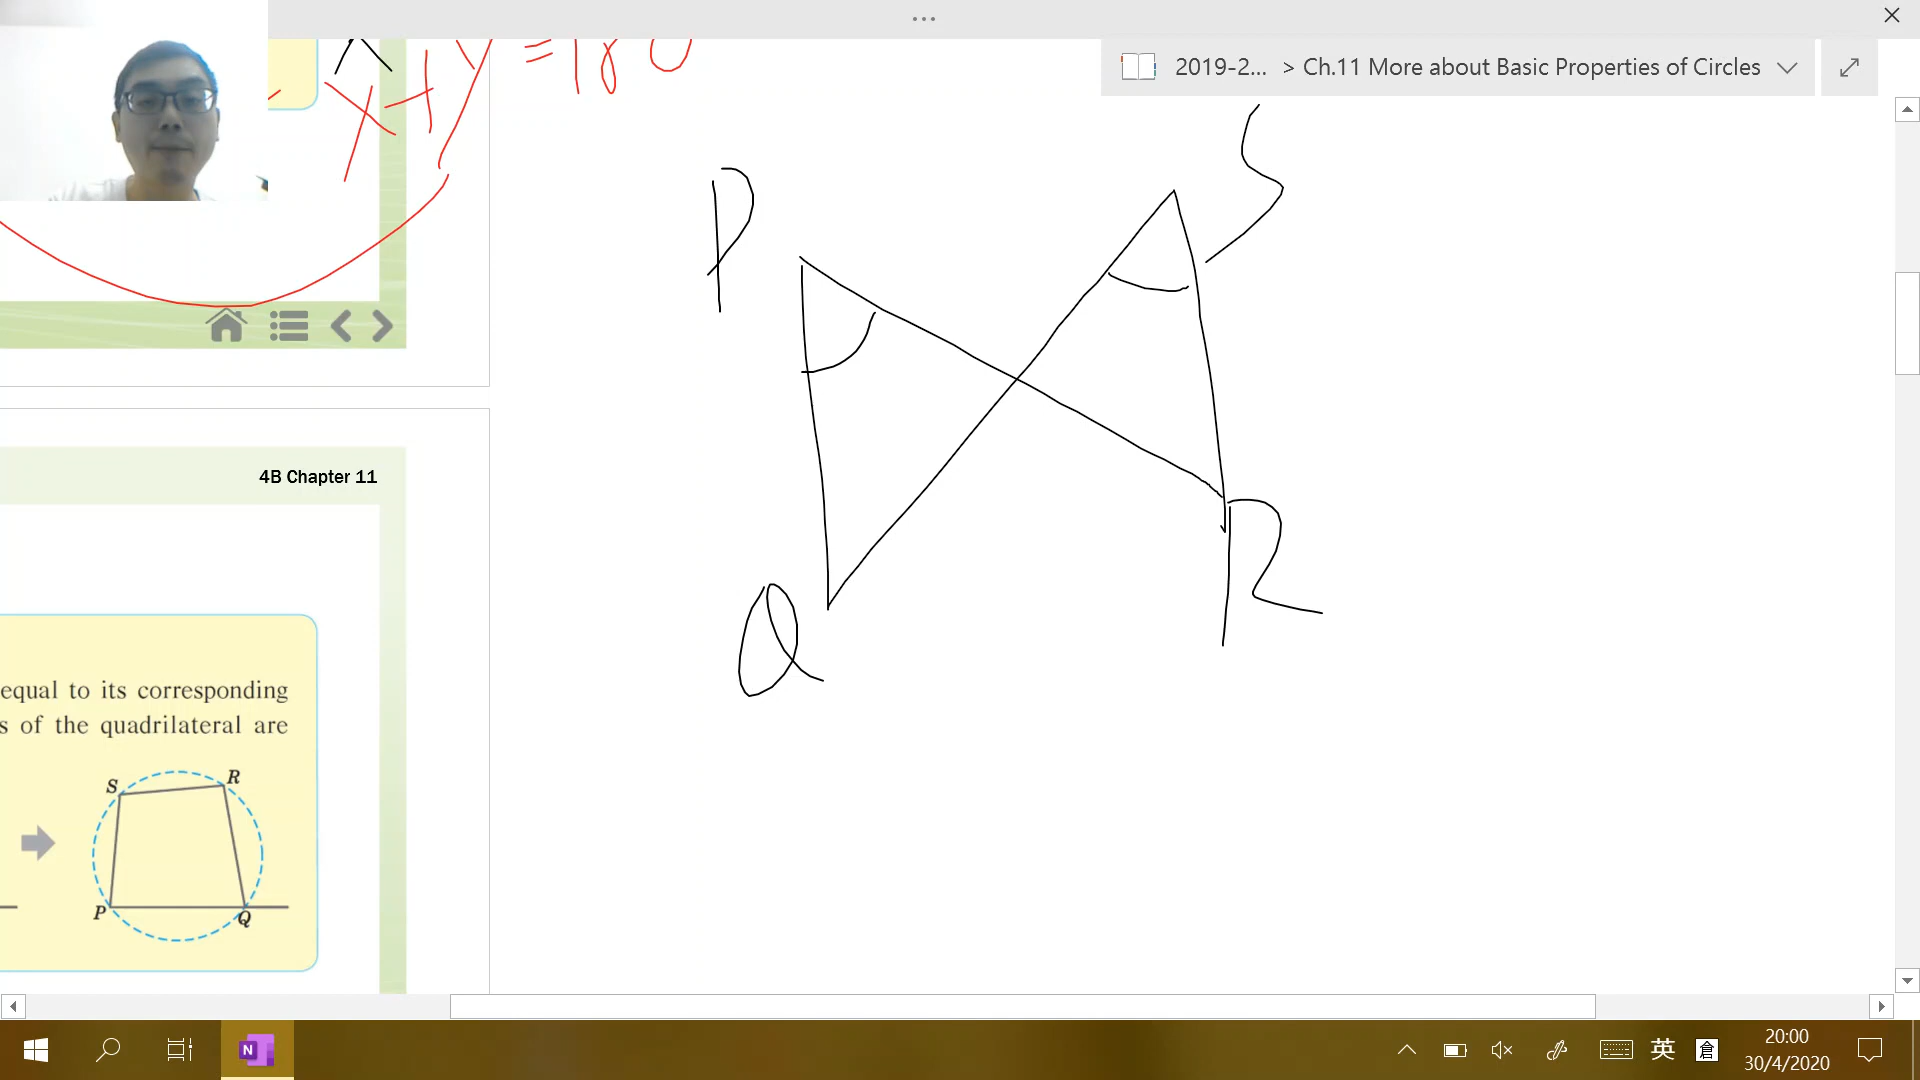 x + y = 180
2019-2... > Ch.11 More about Basic Properties of Circles
P
S
Q
R
4B Chapter 11
equal to its corresponding
s of the quadrilateral are
S
R
P
Q
N
英
倉
20:00
30/4/2020